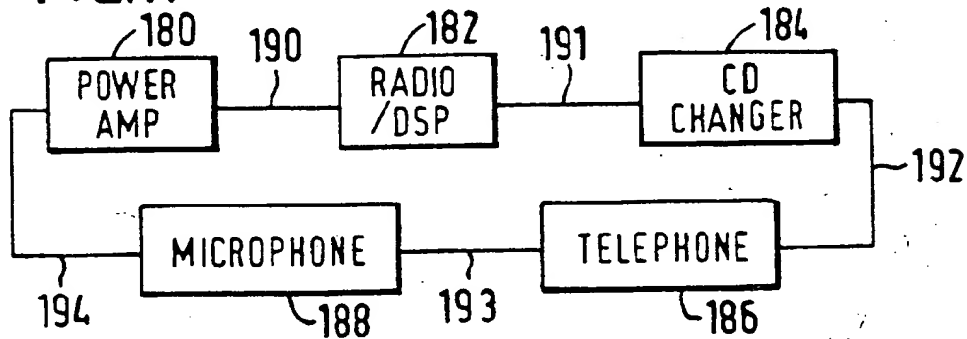 180
190
182
191
184
POWER
AMP
RADIO
/DSP
CD
CHANGER
192
MICROPHONE
TELEPHONE
194
188
193
186